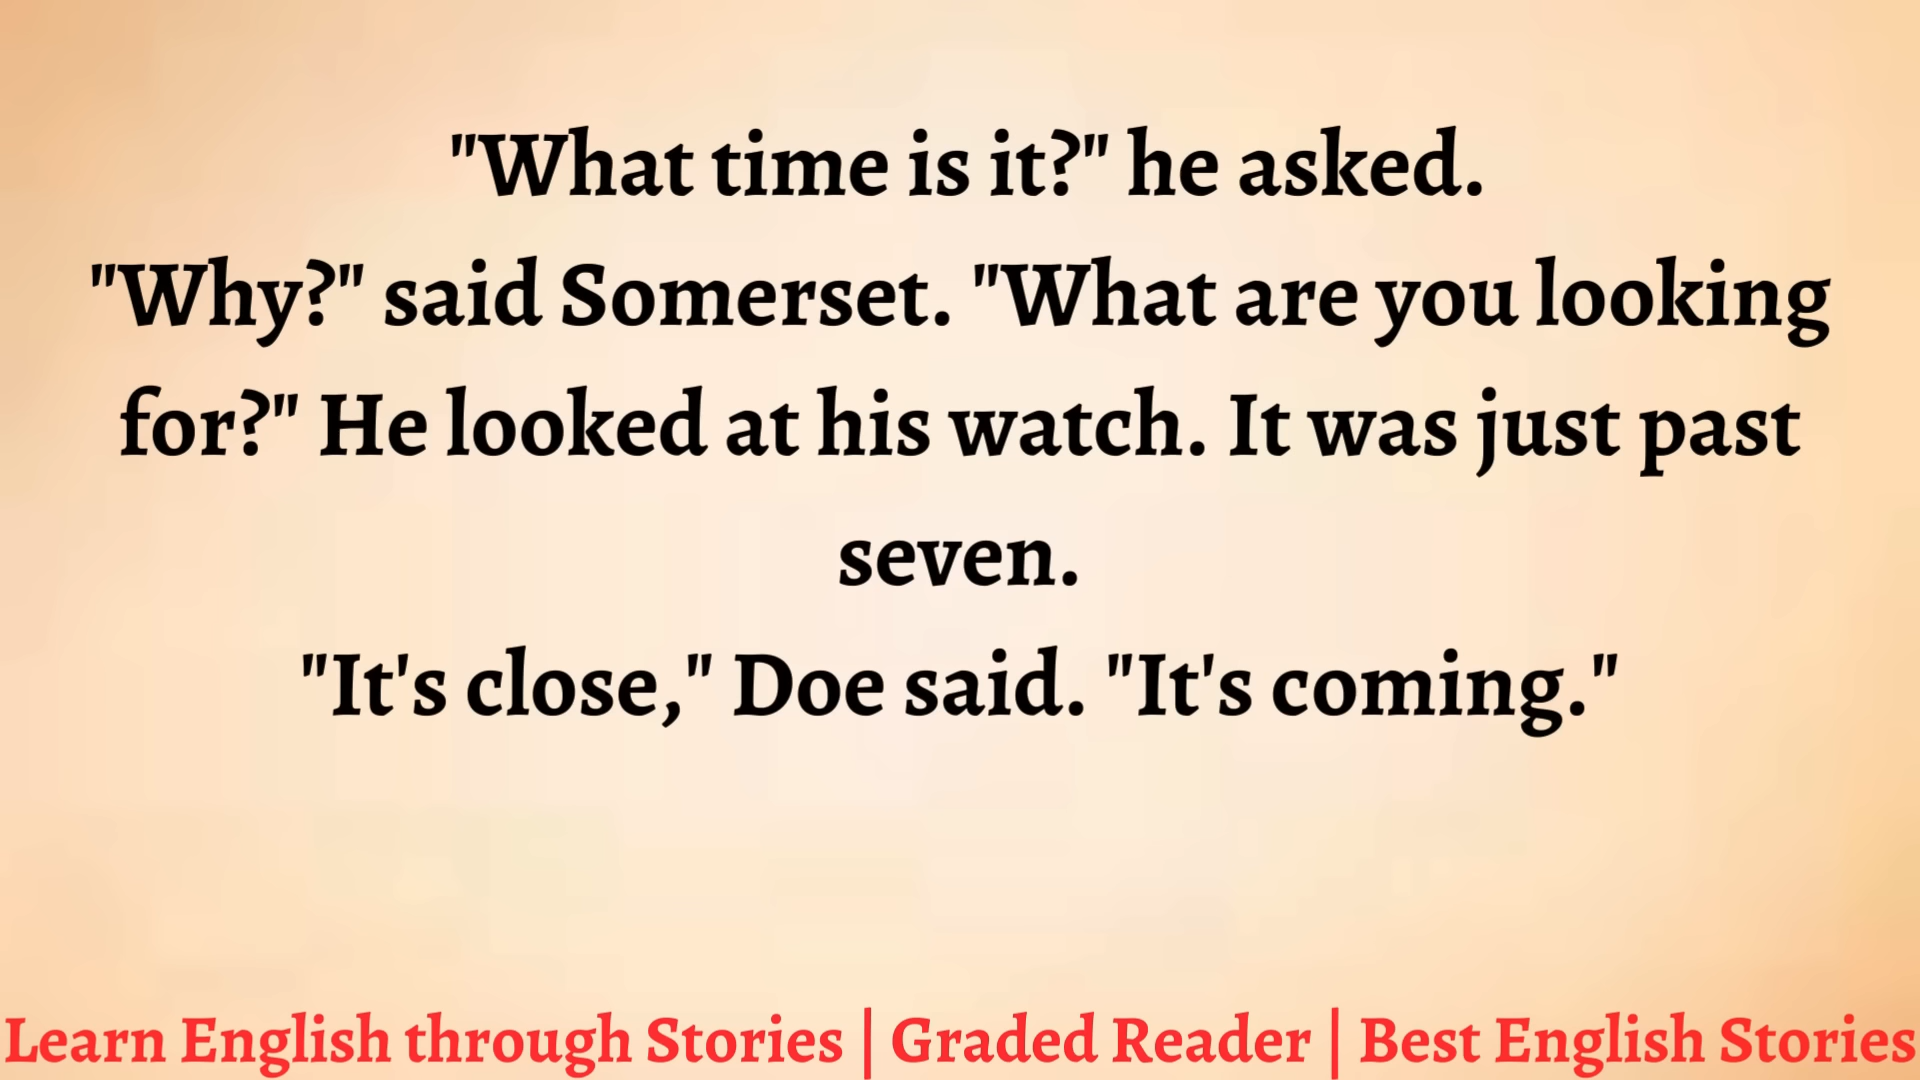 "What time is it?" he asked.
"Why?" said Somerset. "What are you looking
for?" He looked at his watch. It was just past
seven.
"It's close," Doe said. "It's coming."
Learn English through Stories | Graded Reader | Best English Stories